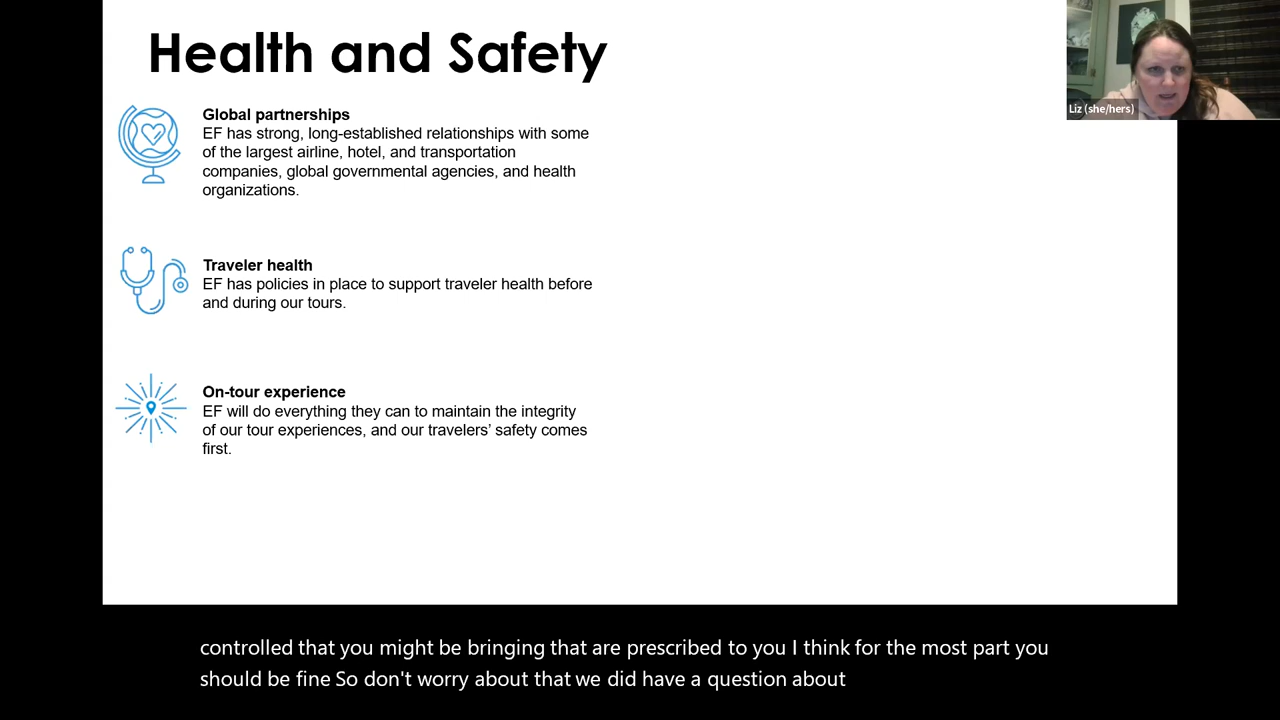 Health and Safety
Global partnerships
EF has strong, long-established relationships with some
of the largest airline, hotel, and transportation
companies, global governmental agencies, and health
organizations.
Traveler health
EF has policies in place to support traveler health before
and during our tours.
On-tour experience
EF will do everything they can to maintain the integrity
of our tour experiences, and our travelers’ safety comes
first.
Liz (she/hers)
controlled that you might be bringing that are prescribed to you I think for the most part you
should be fine So don't worry about that we did have a question about